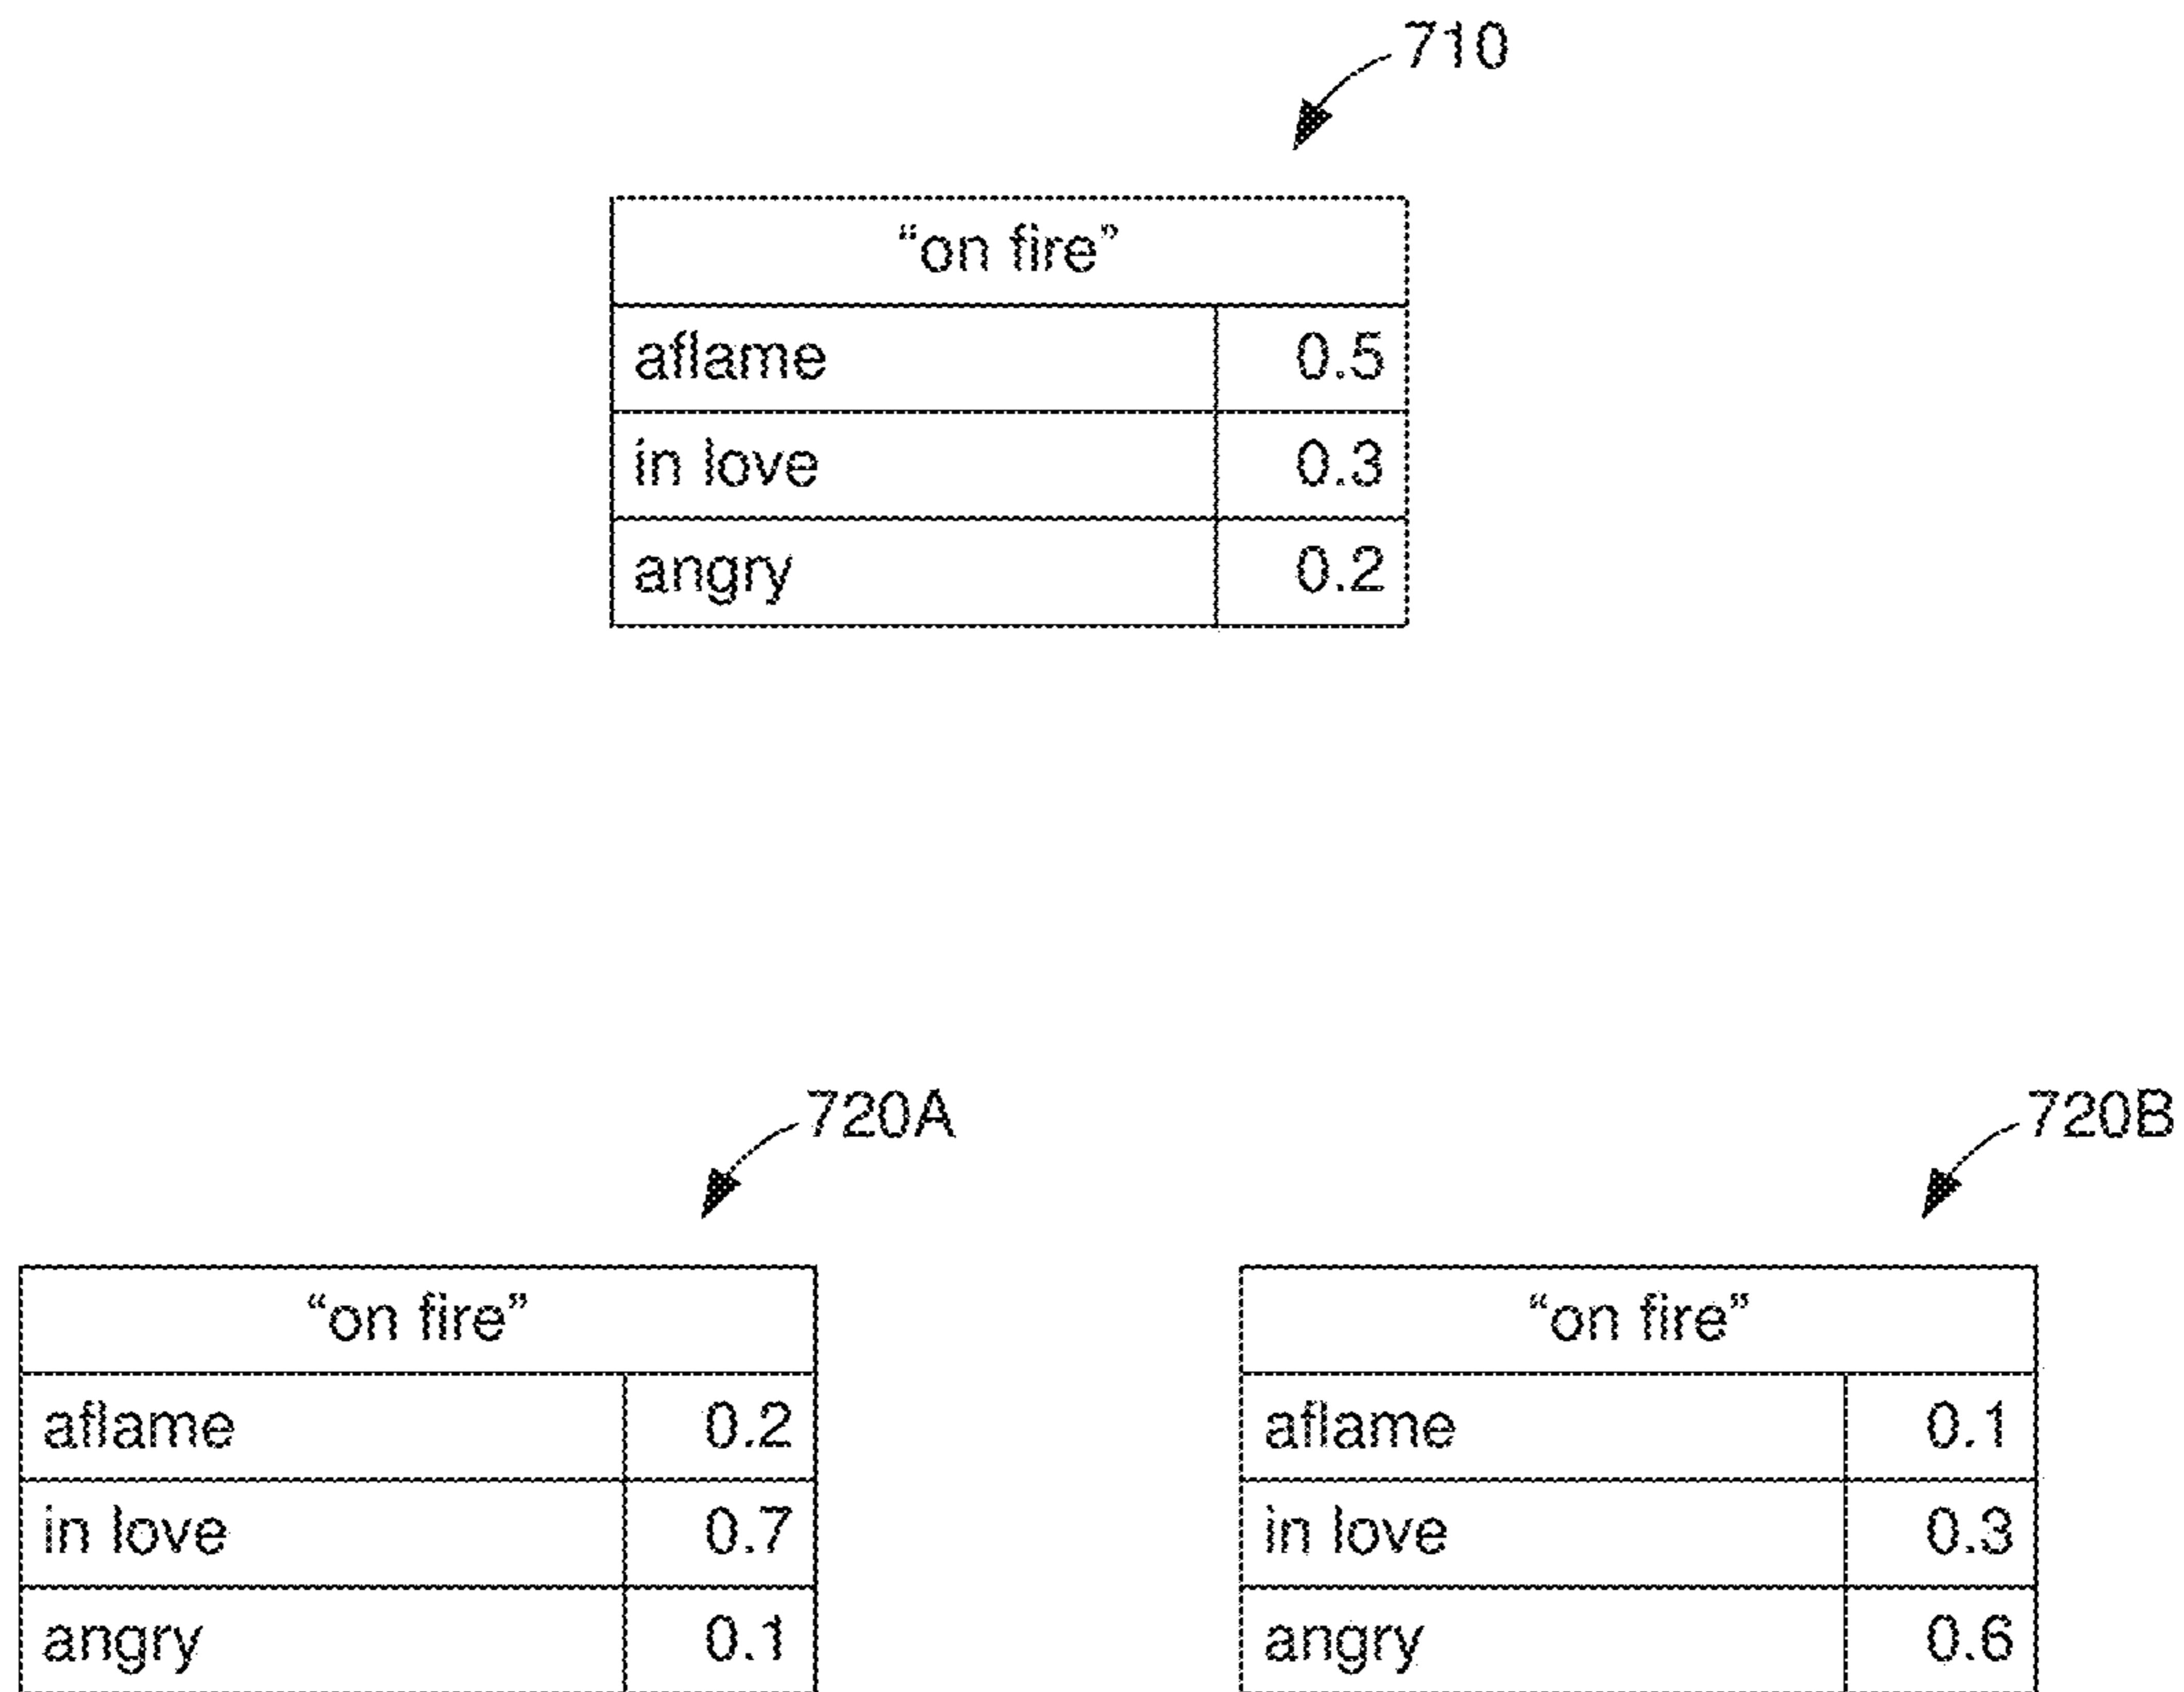 710
“on fire”
aflame 0.5
in love 0.3
angry 0.2
720A
720B
“on fire”
aflame 0.2
in love 0.7
angry 0.1
“on fire”
aflame 0.1
in love 0.3
angry 0.6